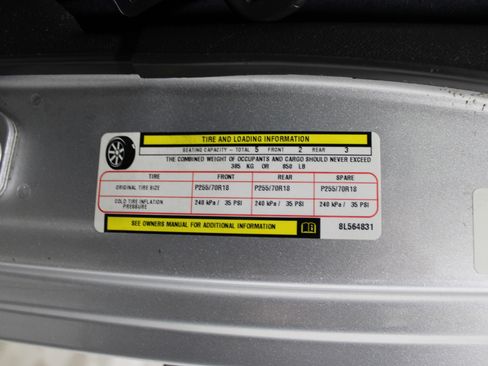 TIRE AND LOADING INFORMATION
SEATING CAPACITY - TOTAL 5 FRONT 2 REAR 3
THE COMBINED WEIGHT OF OCCUPANTS AND CARGO SHOULD NEVER EXCEED
385 KG OR 850 LB
TIRE FRONT REAR SPARE
ORIGINAL TIRE SIZE P255/70R18 P255/70R18 P255/70R18
COLD TIRE INFLATION PRESSURE 240 kPa / 35 PSI 240 kPa / 35 PSI 240 kPa / 35 PSI
SEE OWNERS MANUAL FOR ADDITIONAL INFORMATION
8L564831